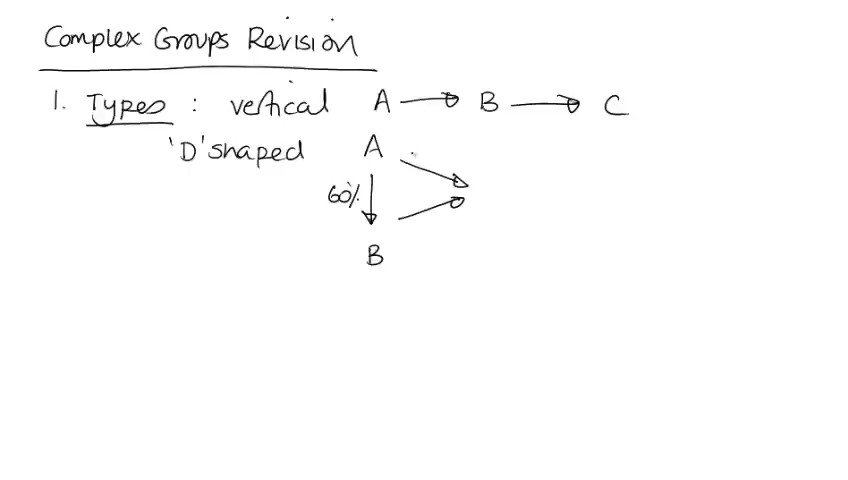 Complex Groups Revision
1. Types : vertical A → B → C
'D' shaped A
60%
B